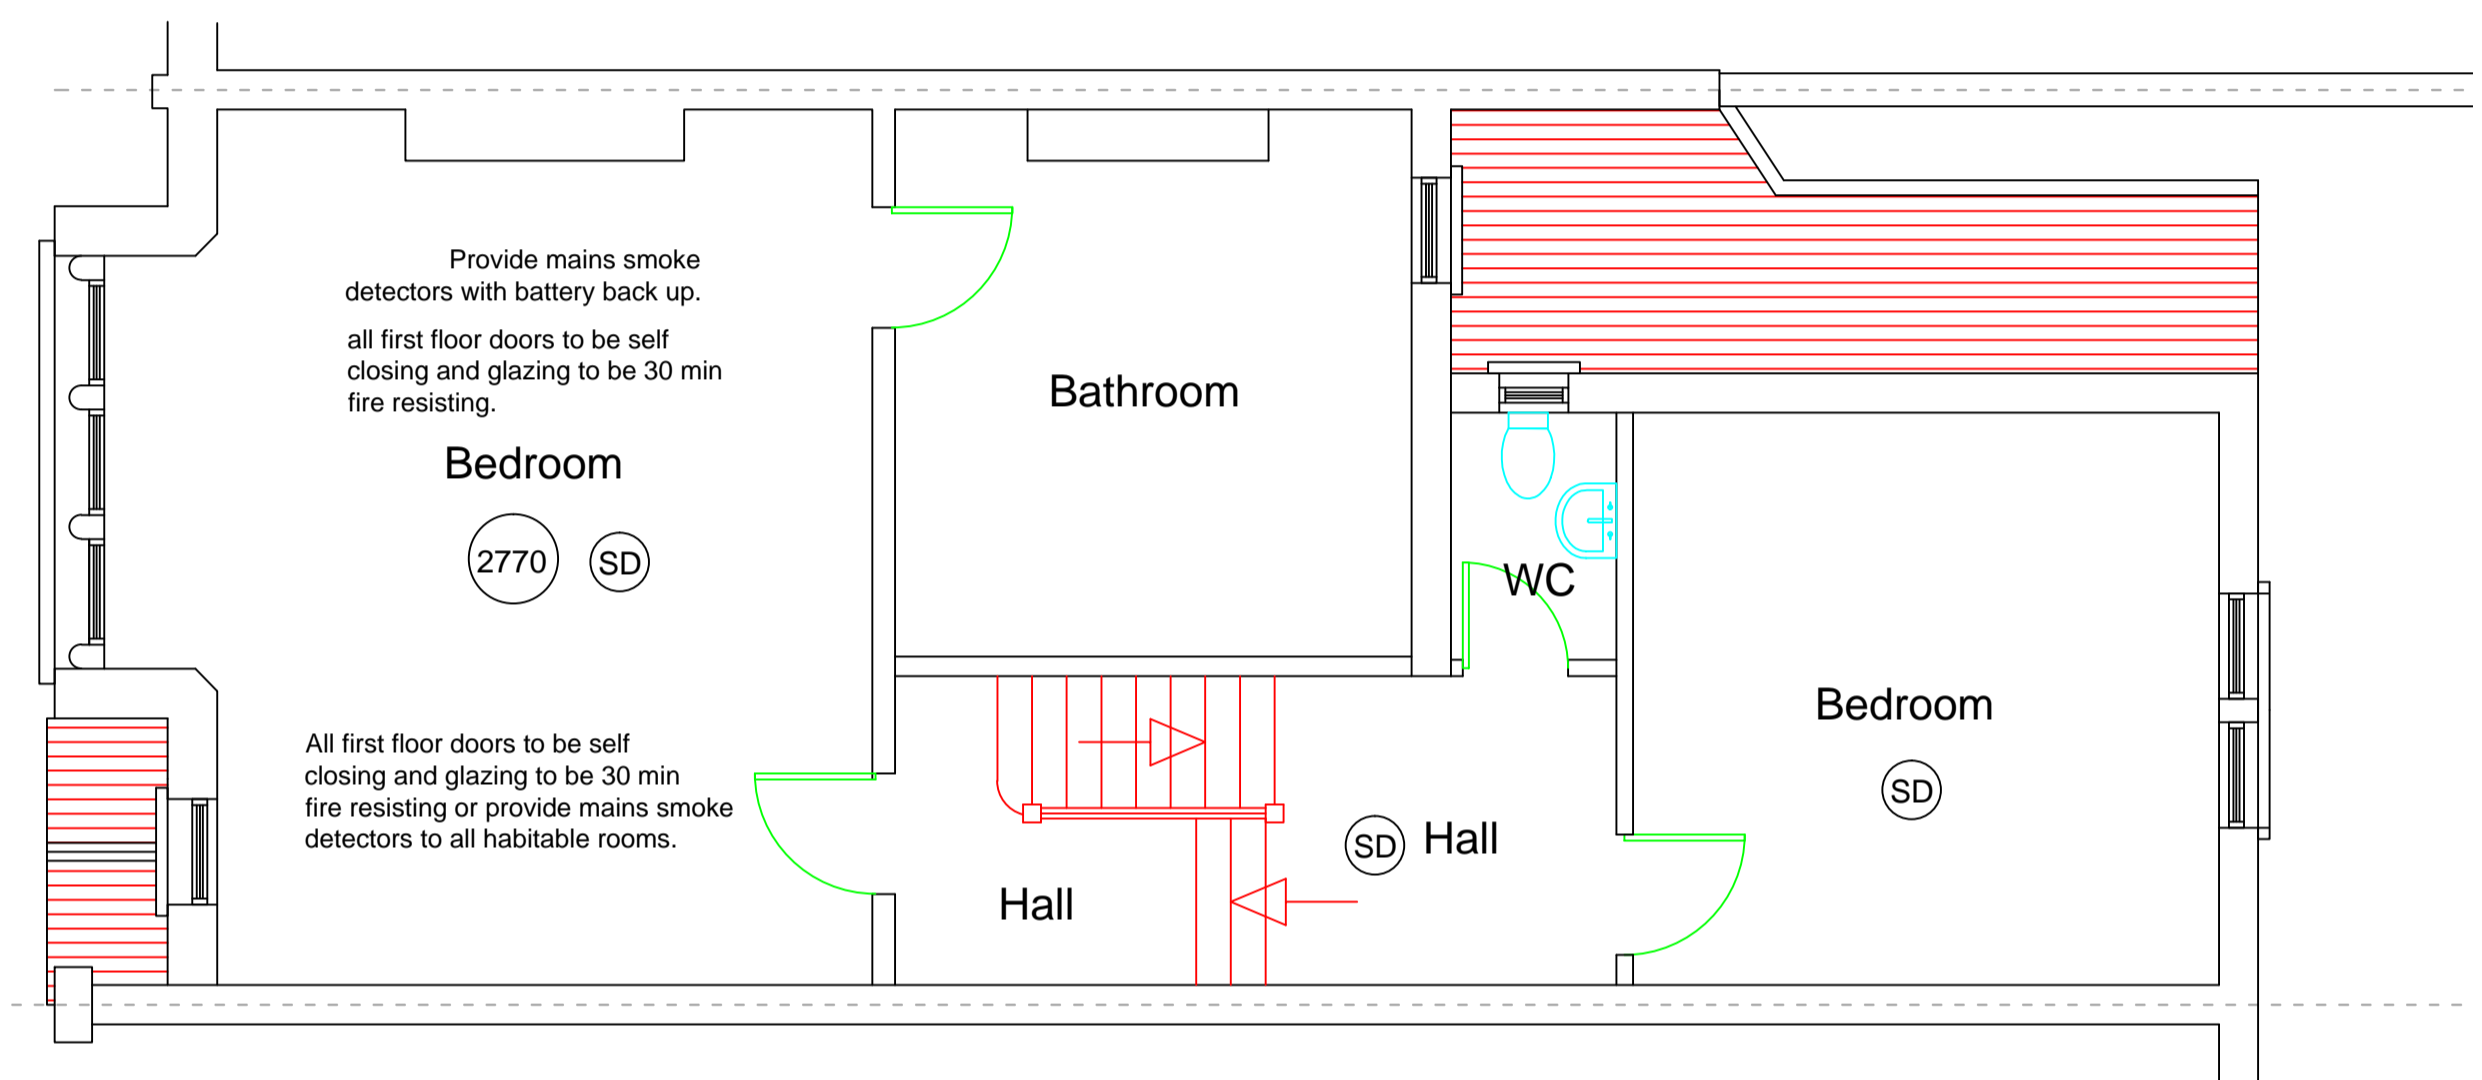 Provide mains smoke
detectors with battery back up.
all first floor doors to be self
closing and glazing to be 30 min
fire resisting.
Bedroom
2770
SD
All first floor doors to be self
closing and glazing to be 30 min
fire resisting or provide mains smoke
detectors to all habitable rooms.
Bathroom
WC
Hall
SD
Hall
Bedroom
SD